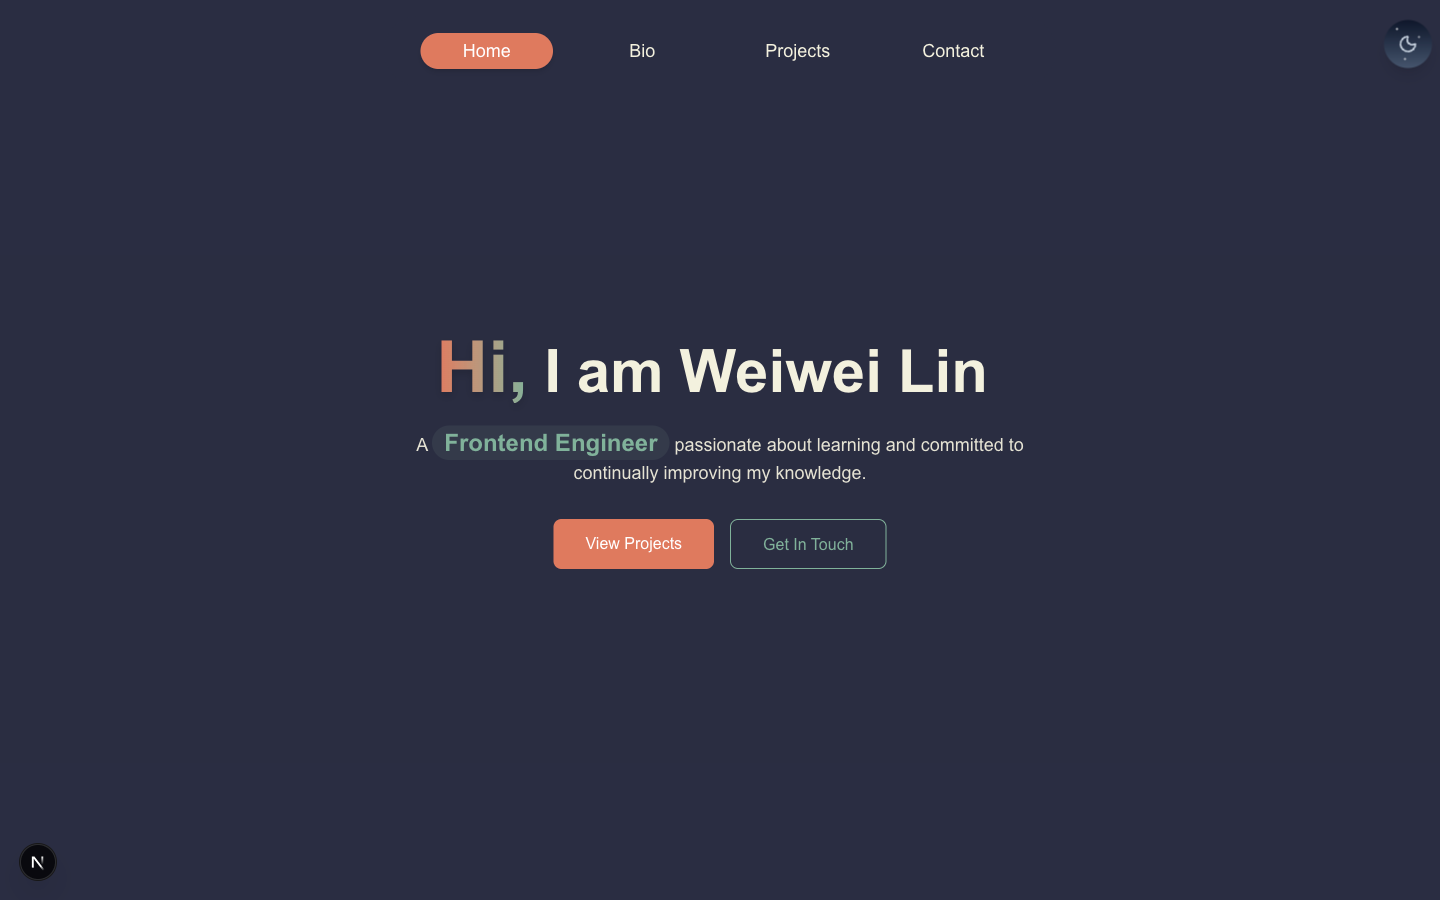 Home Bio Projects Contact
Hi, I am Weiwei Lin
A Frontend Engineer passionate about learning and committed to
continually improving my knowledge.
View Projects Get In Touch
N